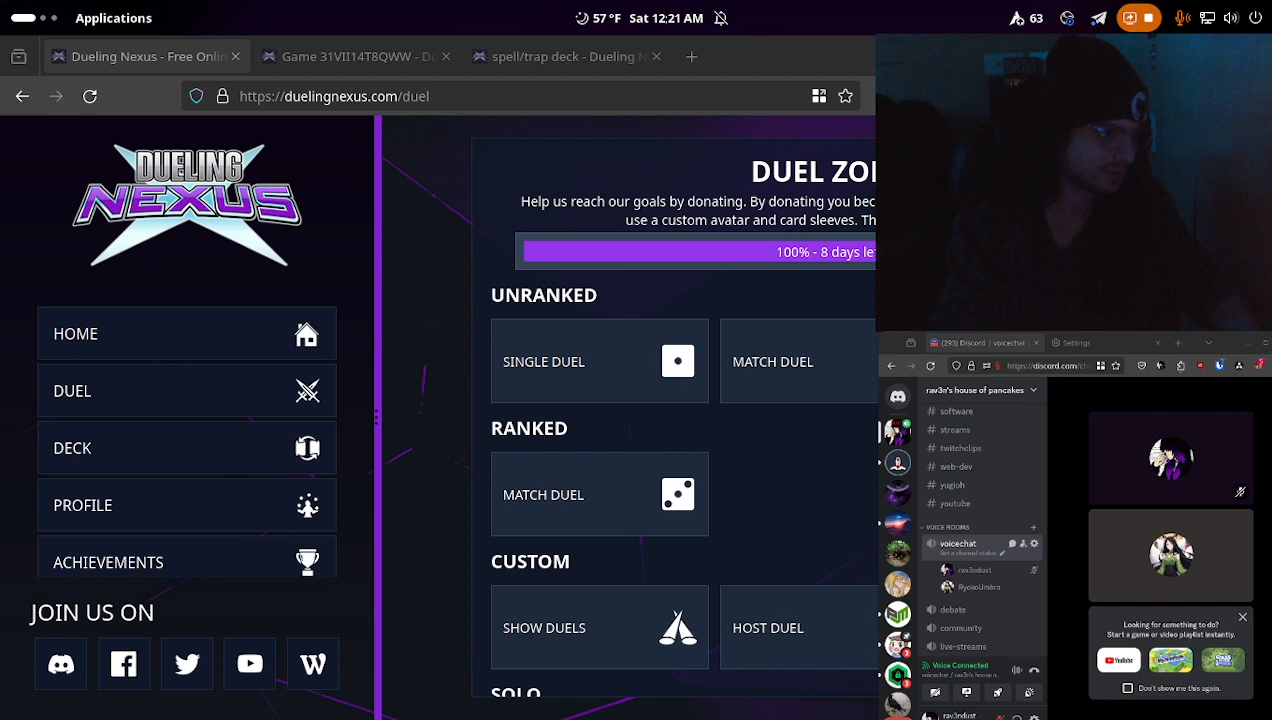 Applications
57 °F Sat 12:21 AM
63
Dueling Nexus - Free Onlin
Game 31VII14T8QWW - Du
spell/trap deck - Dueling N
https://duelingnexus.com/duel
DUELING
NEXUS
HOME
DUEL
DECK
PROFILE
ACHIEVEMENTS
JOIN US ON
DUEL ZO
Help us reach our goals by donating. By donating you bec
use a custom avatar and card sleeves. Th
100% - 8 days le
UNRANKED
SINGLE DUEL
MATCH DUEL
RANKED
MATCH DUEL
CUSTOM
SHOW DUELS
HOST DUEL
SOLO
(293) Discord | voicechat
Settings
https://discord.com/ch
rav3n's house of pancakes
# software
# streams
# twitchclips
# web-dev
# yugioh
# youtube
VOICE ROOMS
voicechat
Set a channel status
rav3ndust
RyokoUmbra
debate
community
live-streams
Voice Connected
voicechat / rav3n's house o
rav3ndust
Looking for something to do?
Start a game or video playlist instantly.
YouTube
Don't show me this again.